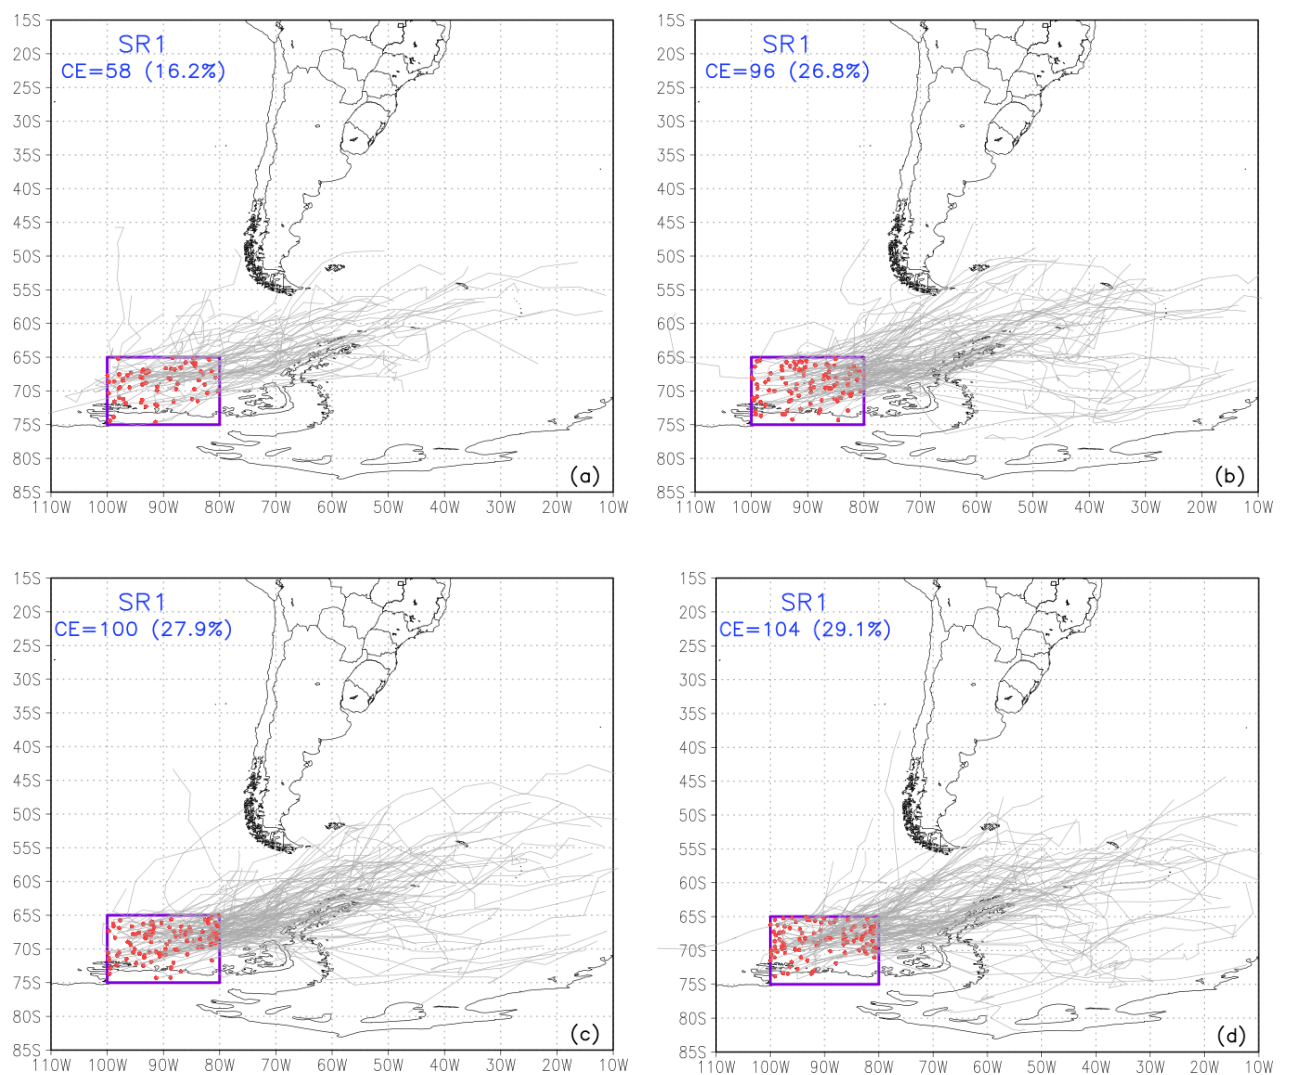 15S
20S
25S
30S
35S
40S
45S
50S
55S
60S
65S
70S
75S
80S
85S
SR1
CE=58 (16.2%)
(a)
110W 100W 90W 80W 70W 60W 50W 40W 30W 20W 10W
15S
20S
25S
30S
35S
40S
45S
50S
55S
60S
65S
70S
75S
80S
85S
SR1
CE=96 (26.8%)
(b)
110W 100W 90W 80W 70W 60W 50W 40W 30W 20W 10W
15S
20S
25S
30S
35S
40S
45S
50S
55S
60S
65S
70S
75S
80S
85S
SR1
CE=100 (27.9%)
(c)
110W 100W 90W 80W 70W 60W 50W 40W 30W 20W 10W
15S
20S
25S
30S
35S
40S
45S
50S
55S
60S
65S
70S
75S
80S
85S
SR1
CE=104 (29.1%)
(d)
110W 100W 90W 80W 70W 60W 50W 40W 30W 20W 10W